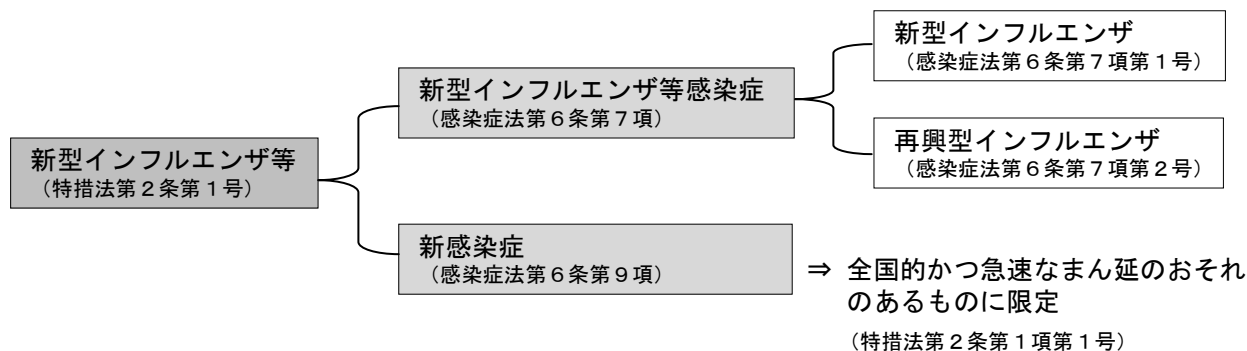 新型インフルエンザ等
(特措法第2条第1号)
新型インフルエンザ等感染症
(感染症法第6条第7項)
新型インフルエンザ
(感染症法第6条第7項第1号)
再興型インフルエンザ
(感染症法第6条第7項第2号)
新感染症
(感染症法第6条第9項)
⇒ 全国的かつ急速なまん延のおそれ
のあるものに限定
(特措法第2条第1項第1号)